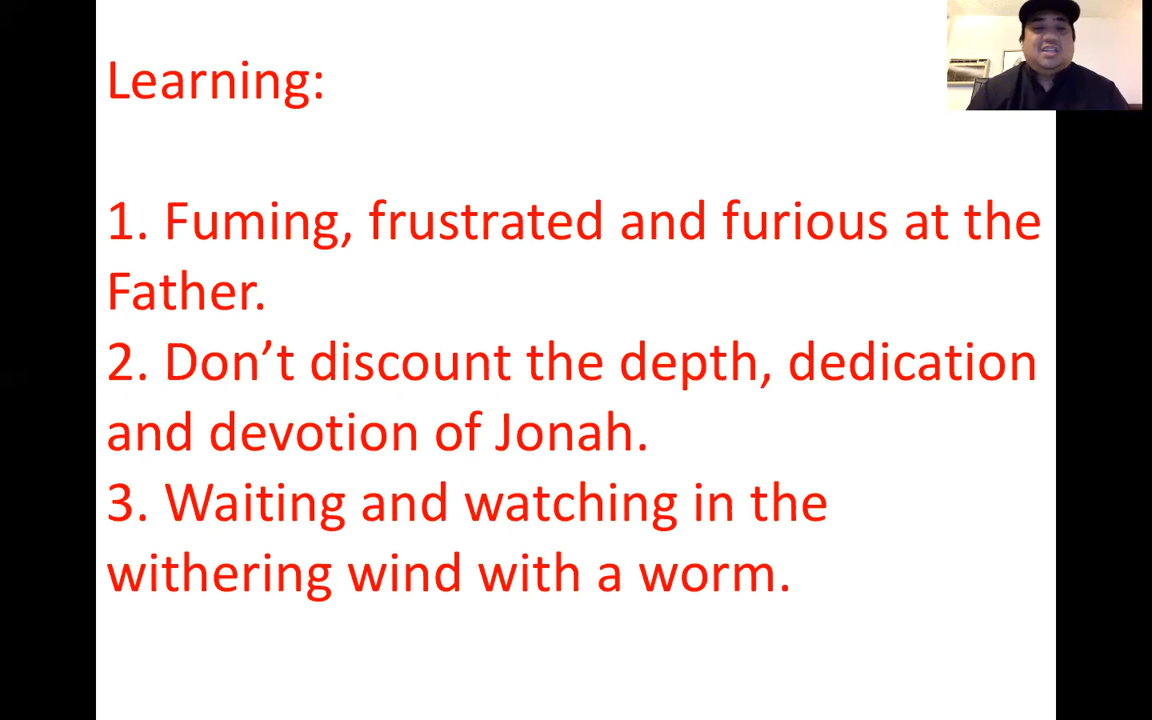 Learning:
1. Fuming, frustrated and furious at the
Father.
2. Don’t discount the depth, dedication
and devotion of Jonah.
3. Waiting and watching in the
withering wind with a worm.